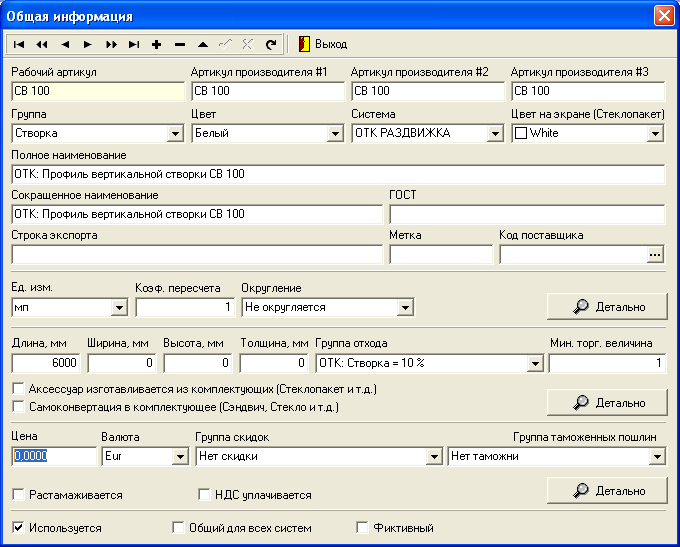 Общая информация
Выход
Рабочий артикул Артикул производителя #1 Артикул производителя #2 Артикул производителя #3
СВ 100 СВ 100 СВ 100 СВ 100
Группа Цвет Система Цвет на экране (Стеклопакет)
Створка Белый ОТК РАЗДВИЖКА White
Полное наименование
ОТК: Профиль вертикальной створки СВ 100
Сокращенное наименование ГОСТ
ОТК: Профиль вертикальной створки СВ 100
Строка экспорта Метка Код поставщика
...
Ед. изм. Коэф. пересчета Округление
мп 1 Не округляется Детально
Длина, мм Ширина, мм Высота, мм Толщина, мм Группа отхода Мин. торг. величина
6000 0 0 0 ОТК: Створка = 10 % 1
Аксессуар изготавливается из комплектующих (Стеклопакет и т.д.)
Самоконвертация в комплектующее (Сэндвич, Стекло и т.д.) Детально
Цена Валюта Группа скидок Группа таможенных пошлин
0,0000 Eur Нет скидки Нет таможни
Растамаживается НДС уплачивается Детально
Используется Общий для всех систем Фиктивный